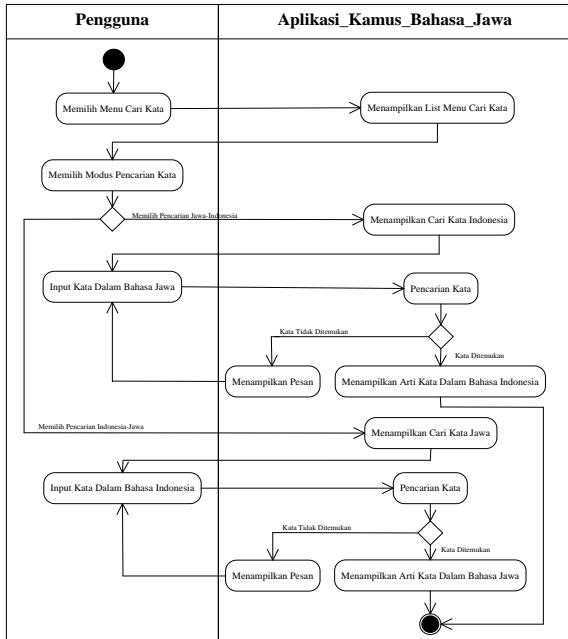 Pengguna
Aplikasi_Kamus_Bahasa_Jawa
Memilih Menu Cari Kata
Menampilkan List Menu Cari Kata
Memilih Modus Pencarian Kata
Memilih Pencarian Jawa-Indonesia
Menampilkan Cari Kata Indonesia
Input Kata Dalam Bahasa Jawa
Pencarian Kata
Kata Tidak Ditemukan
Kata Ditemukan
Menampilkan Pesan
Menampilkan Arti Kata Dalam Bahasa Indonesia
Memilih Pencarian Indonesia-Jawa
Menampilkan Cari Kata Jawa
Input Kata Dalam Bahasa Indonesia
Pencarian Kata
Kata Tidak Ditemukan
Kata Ditemukan
Menampilkan Pesan
Menampilkan Arti Kata Dalam Bahasa Jawa